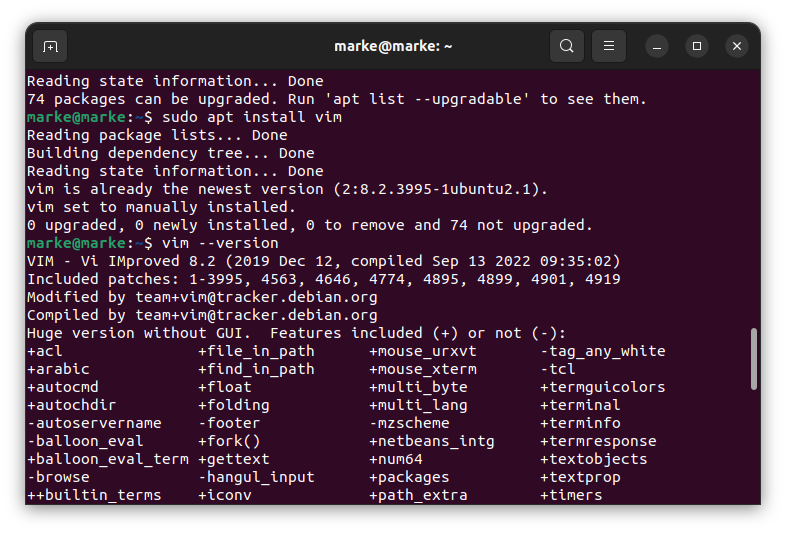 marke@marke: ~
Reading state information... Done
74 packages can be upgraded. Run 'apt list --upgradable' to see them.
marke@marke:~$ sudo apt install vim
Reading package lists... Done
Building dependency tree... Done
Reading state information... Done
vim is already the newest version (2:8.2.3995-1ubuntu2.1).
vim set to manually installed.
0 upgraded, 0 newly installed, 0 to remove and 74 not upgraded.
marke@marke:~$ vim --version
VIM - Vi IMproved 8.2 (2019 Dec 12, compiled Sep 13 2022 09:35:02)
Included patches: 1-3995, 4563, 4646, 4774, 4895, 4899, 4901, 4919
Modified by team+vim@tracker.debian.org
Compiled by team+vim@tracker.debian.org
Huge version without GUI.  Features included (+) or not (-):
+acl               +file_in_path      +mouse_urxvt       -tag_any_white
+arabic            +find_in_path      +mouse_xterm       -tcl
+autocmd           +float             +multi_byte        +termguicolors
+autochdir         +folding           +multi_lang        +terminal
-autoservername    -footer            -mzscheme          +terminfo
-balloon_eval      +fork()            +netbeans_intg     +termresponse
+balloon_eval_term +gettext           +num64             +textobjects
-browse            -hangul_input      +packages          +textprop
++builtin_terms    +iconv             +path_extra        +timers